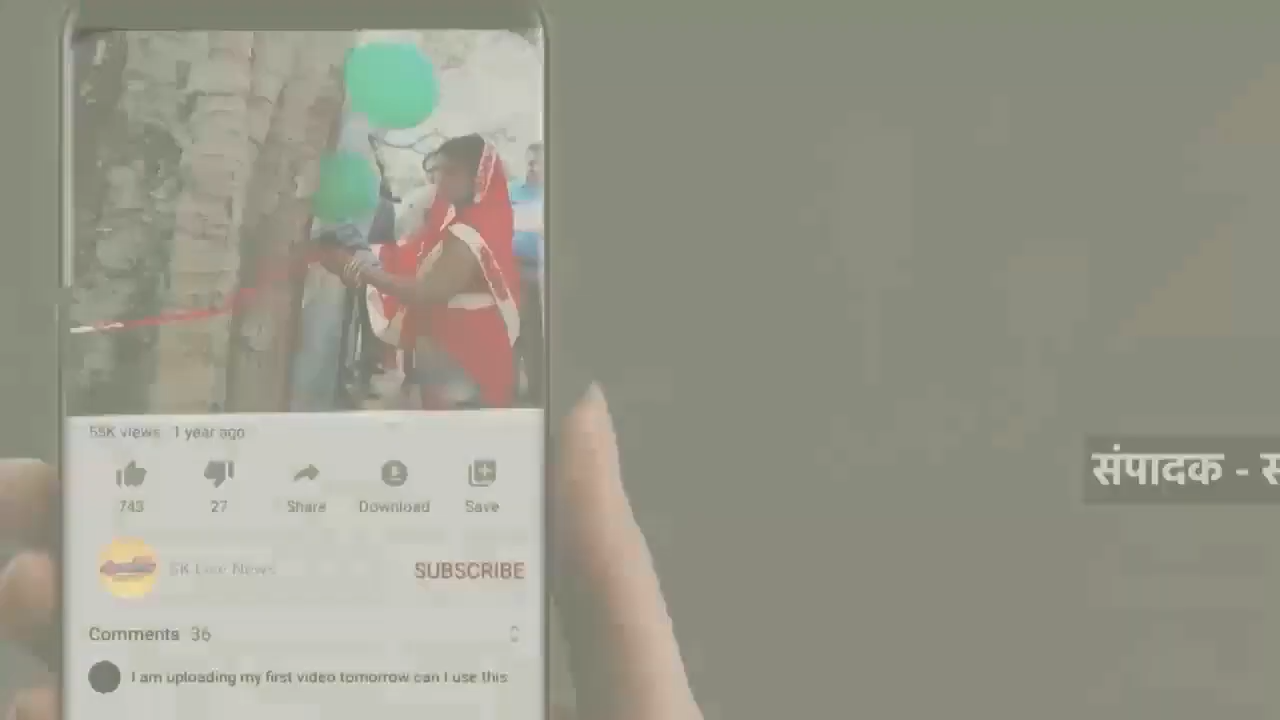 55K views 1 year ago
743
27
Share
Download
Save
SK Live News
SUBSCRIBE
Comments 36
I am uploading my first video tomorrow can I use this
संपादक -